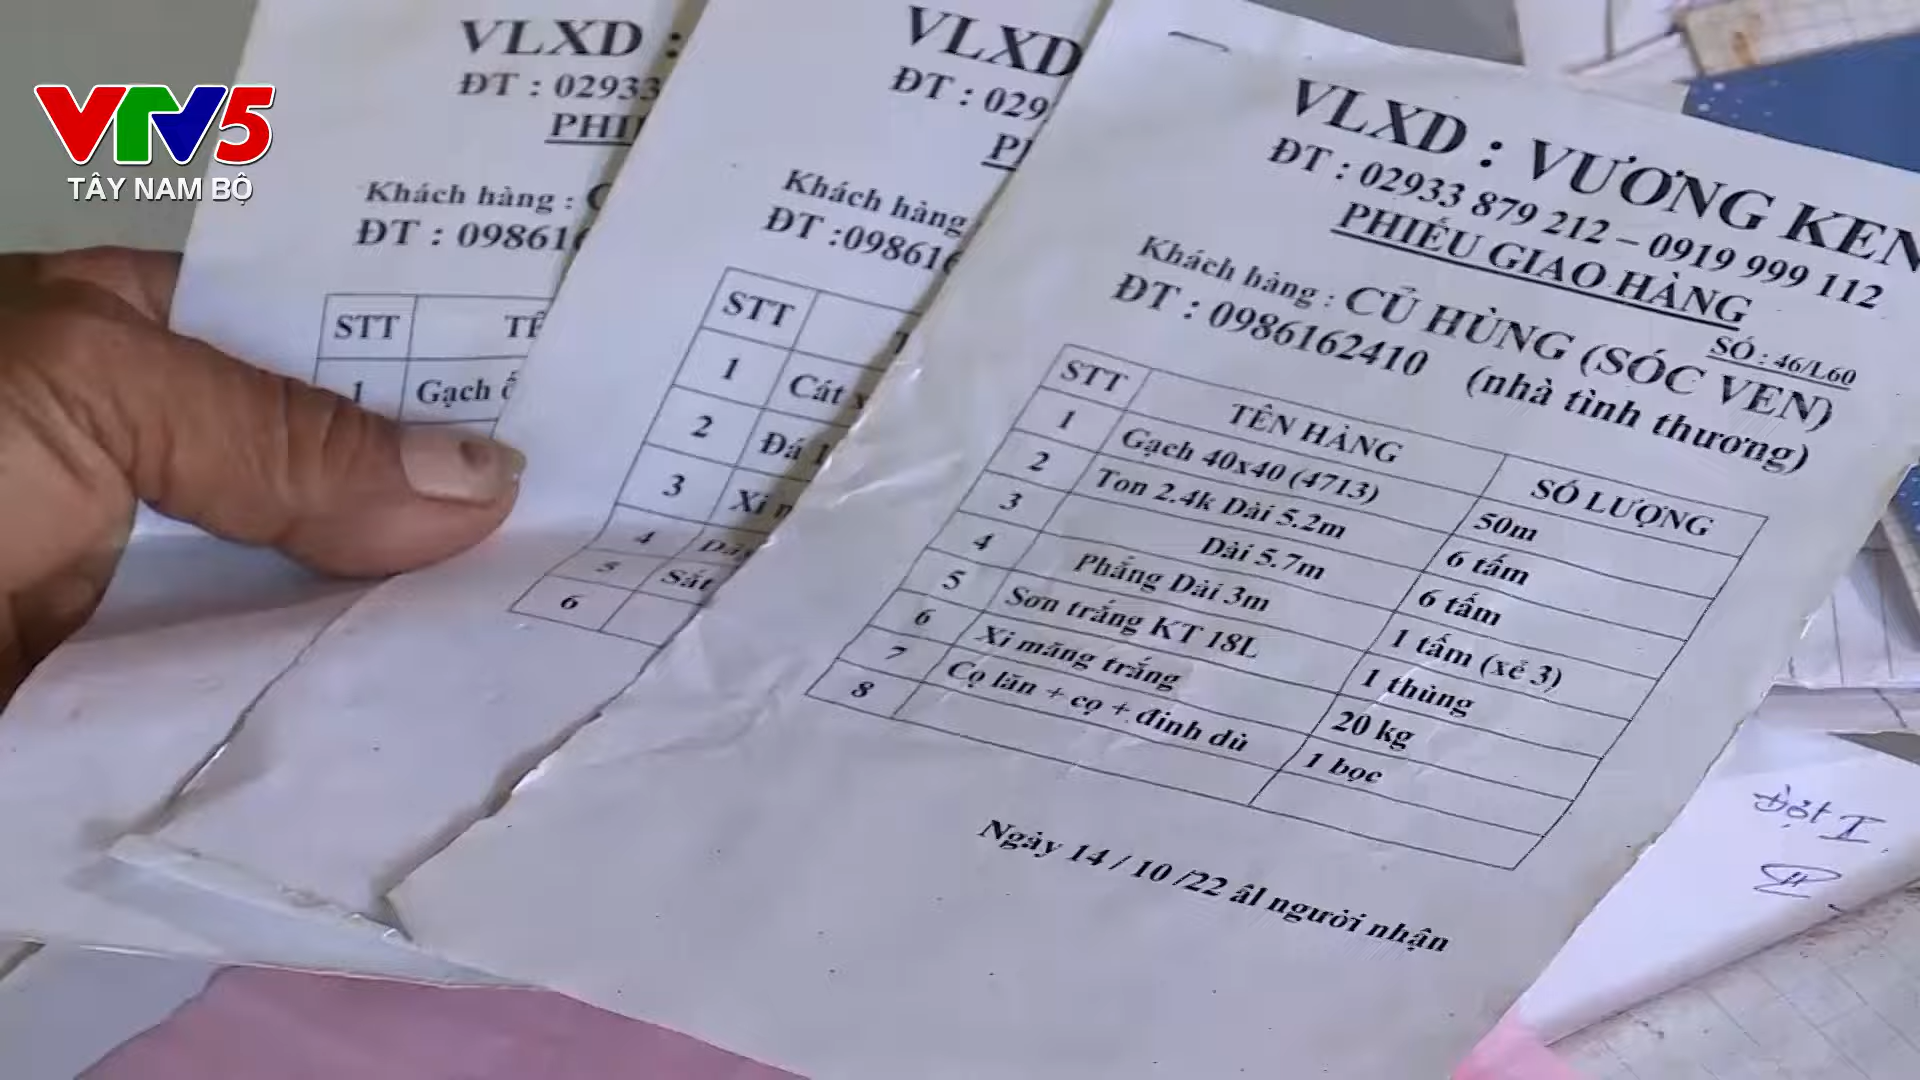 VTV5
TÂY NAM BỘ
VLXD :
ĐT : 02933
Khách hàng :
ĐT : 09861
STT
1 Gạch
VLXD
ĐT : 029
Khách hàng
ĐT :09861
STT
1 Cát
2 Đá 1
3 Xi
4
5 Sắt
6
VLXD : VƯƠNG KEN
ĐT : 02933 879 212 – 0919 999 112
PHIẾU GIAO HÀNG
SỐ : 46/L60
Khách hàng : CỦ HÙNG (SÓC VEN)
ĐT : 0986162410 (nhà tình thương)
STT TÊN HÀNG SỐ LƯỢNG
1 Gạch 40x40 (4713) 50m
2 Ton 2.4k Dài 5.2m 6 tấm
3 Dài 5.7m 6 tấm
4 Phẳng Dài 3m 1 tấm (xẻ 3)
5 Sơn trắng KT 18L 1 thùng
6 Xi măng trắng 20 kg
7 Cọ lăn + cọ + đinh dù 1 bọc
8
Ngày 14 / 10 /22 âl người nhận
Đợt I